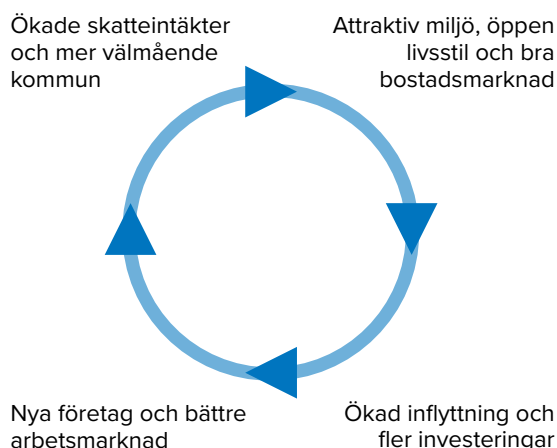 Ökade skatteintäkter
och mer välmående
kommun
Attraktiv miljö, öppen
livsstil och bra
bostadsmarknad
Nya företag och bättre
arbetsmarknad
Ökad inflyttning och
fler investeringar